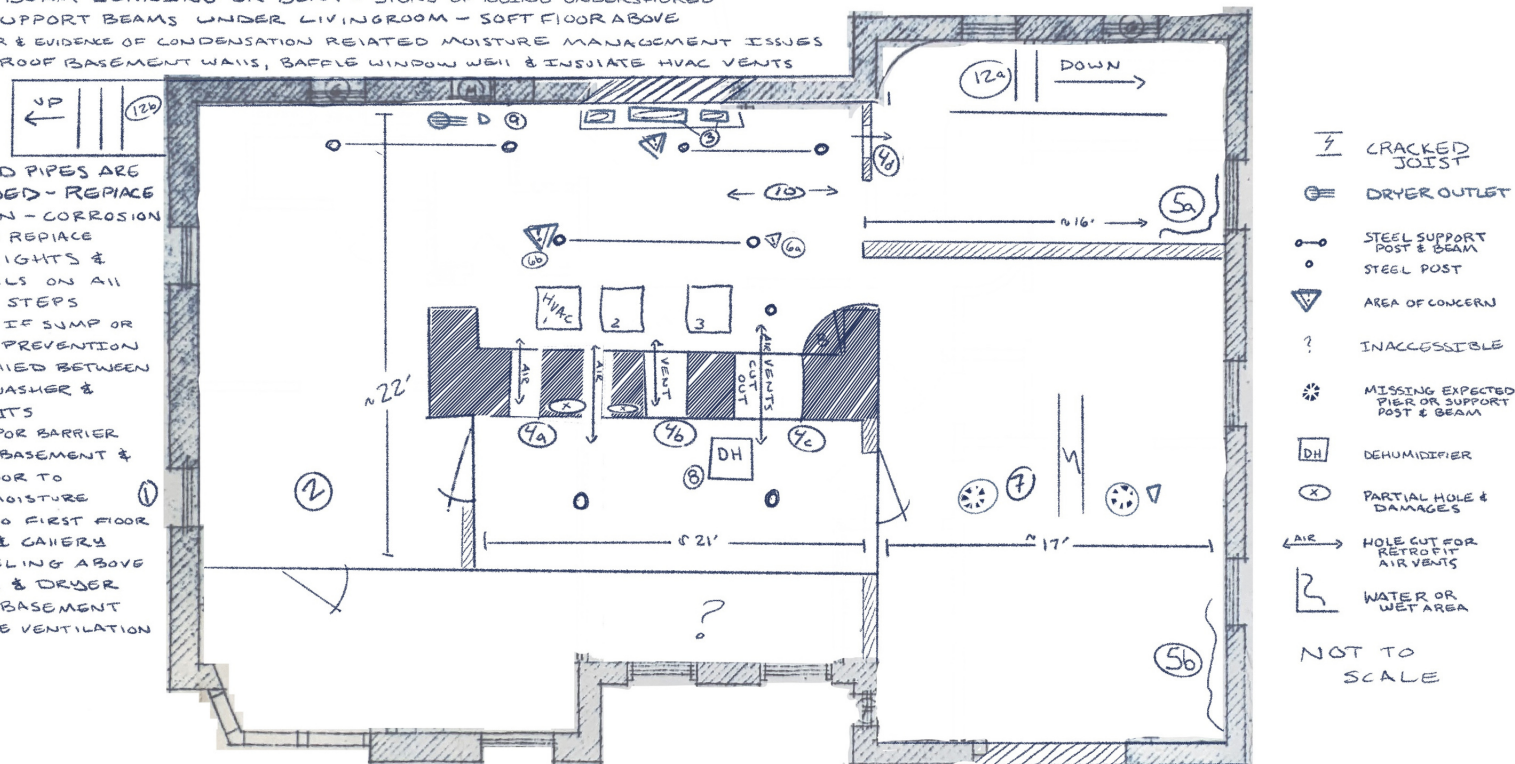 SUPPORT BEAMS UNDER LIVINGROOM - SOFT FLOOR ABOVE
R & EVIDENCE OF CONDENSATION RELATED MOISTURE MANAGEMENT ISSUES
ROOF BASEMENT WALLS, BAFFLE WINDOW WELL & INSULATE HVAC VENTS
UP
12b
D PIPES ARE
DED - REPLACE
N - CORROSION
REPLACE
IGHTS &
LS ON ALL
STEPS
IF SUMP OR
PREVENTION
IED BETWEEN
WASHER &
ITS
POR BARRIER
BASEMENT &
OR TO
MOISTURE
O FIRST FLOOR
& GALLERY
LING ABOVE
& DRYER
BASEMENT
E VENTILATION
1
2
~22'
D
9
3
10
4d
12a
DOWN
~16'
5a
6b
6a
HVAC
1
2
3
AIR
AIR
VENT
AIR VENTS
CUT
OUT
X
X
4a
4b
4c
DH
8
21'
?
7
~17'
5b
CRACKED
JOIST
DRYER OUTLET
STEEL SUPPORT
POST & BEAM
STEEL POST
AREA OF CONCERN
?
INACCESSIBLE
MISSING EXPECTED
PIER OR SUPPORT
POST & BEAM
DH
DEHUMIDIFIER
X
PARTIAL HOLE &
DAMAGES
AIR
HOLE CUT FOR
RETROFIT
AIR VENTS
WATER OR
WET AREA
NOT TO
SCALE